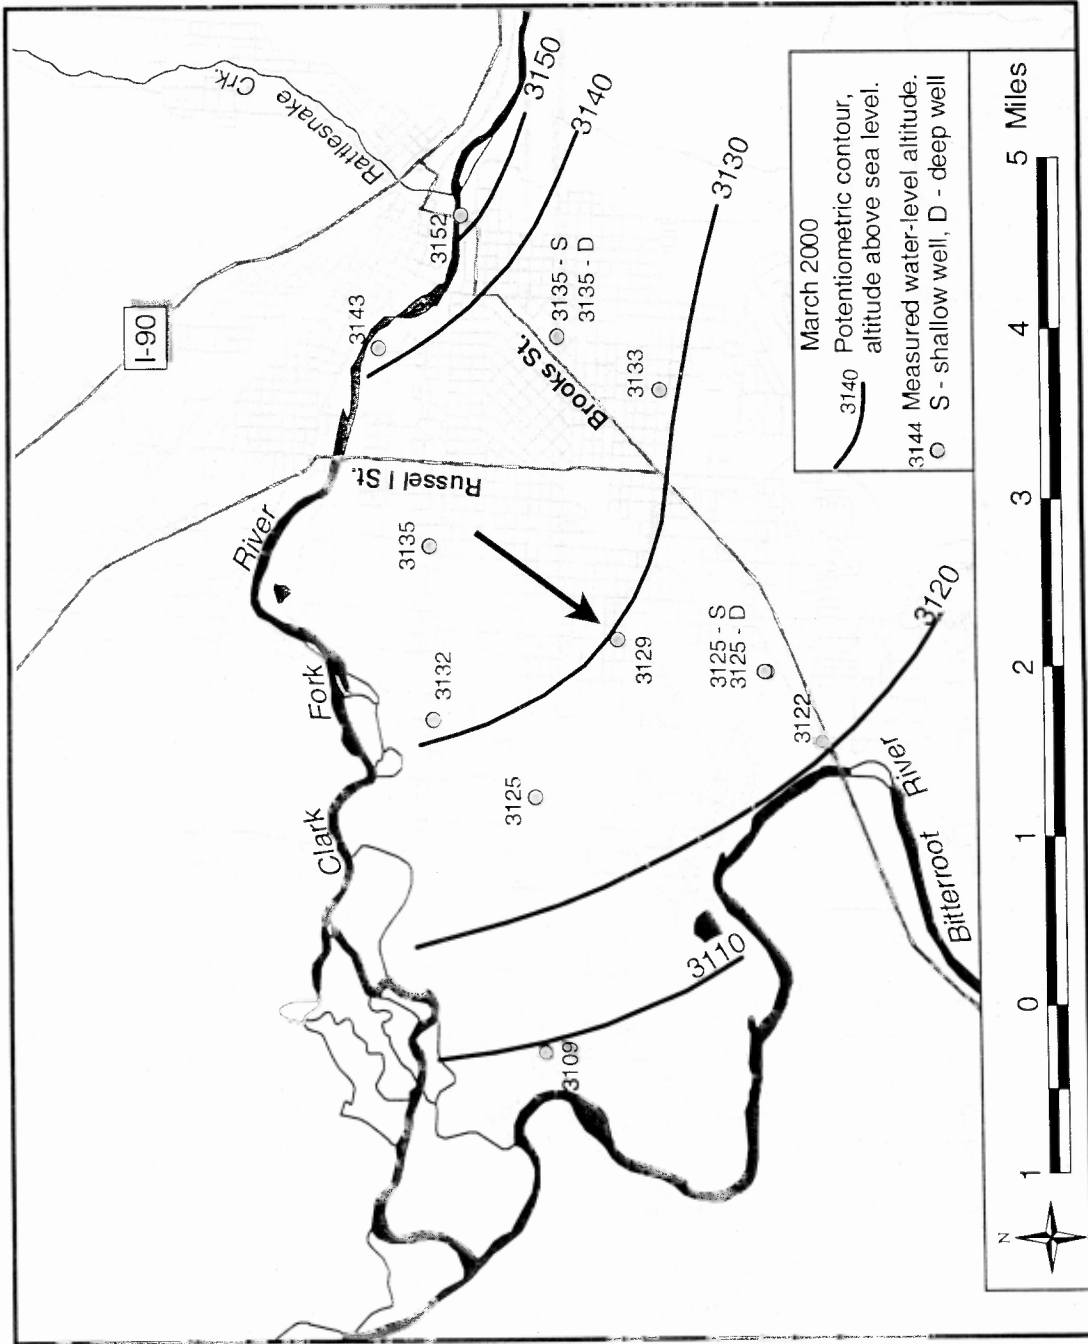 Rattlesnake Crk.
I-90
3150
3140
3130
3152
3143
3135 - S
3135 - D
3133
Brooks St.
Russel l St.
River
3135
Fork
3132
3129
3125 - S
3125 - D
3120
3122
Clark
3125
River
Bitterroot
3110
3109
March 2000
3140 Potentiometric contour,
altitude above sea level.
3144 Measured water-level altitude.
S - shallow well, D - deep well
N
1 0 1 2 3 4 5 Miles